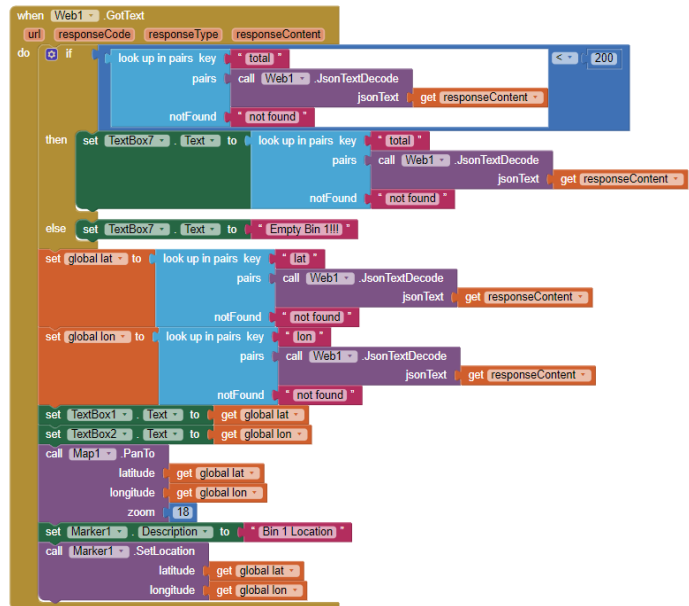 when Web1 .GotText
url responseCode responseType responseContent
do if look up in pairs key " total " < 200
pairs call Web1 .JsonTextDecode
jsonText get responseContent
notFound " not found "
then set TextBox7 . Text to look up in pairs key " total "
pairs call Web1 .JsonTextDecode
jsonText get responseContent
notFound " not found "
else set TextBox7 . Text to " Empty Bin 1!!! "
set global lat to look up in pairs key " lat "
pairs call Web1 .JsonTextDecode
jsonText get responseContent
notFound " not found "
set global lon to look up in pairs key " lon "
pairs call Web1 .JsonTextDecode
jsonText get responseContent
notFound " not found "
set TextBox1 . Text to get global lat
set TextBox2 . Text to get global lon
call Map1 .PanTo
latitude get global lat
longitude get global lon
zoom 18
set Marker1 . Description to " Bin 1 Location "
call Marker1 .SetLocation
latitude get global lat
longitude get global lon